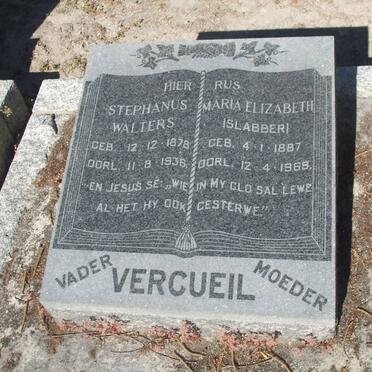 HIER RUS
STEPHANUS MARIA ELIZABETH
WALTERS (SLABBER)
GEB. 12·12·1878 GEB. 4·1·1887
OORL. 11·8·1936 OORL. 12·4·1969
EN JESUS SÊ: „WIE IN MY GLO SAL LEWE
AL HET HY OOK GESTERWE."
VADER VERCUEIL MOEDER